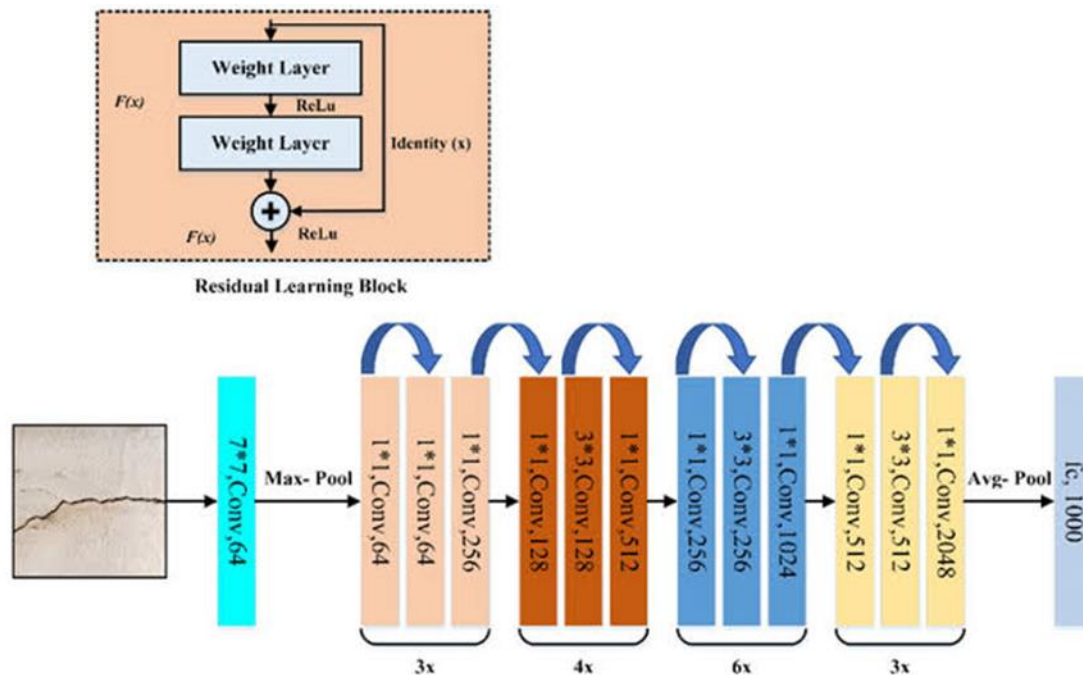 Weight Layer
F(x)
ReLu
Weight Layer
Identity (x)
+
F(x)
ReLu
Residual Learning Block
7*7,Conv,64
Max- Pool
1*1,Conv,64
1*1,Conv,64
1*1,Conv,256
1*1,Conv,128
3*3,Conv,128
1*1,Conv,512
1*1,Conv,256
3*3,Conv,256
1*1,Conv,1024
1*1,Conv,512
3*3,Conv,512
1*1,Conv,2048
Avg- Pool
fc, 1000
3x
4x
6x
3x